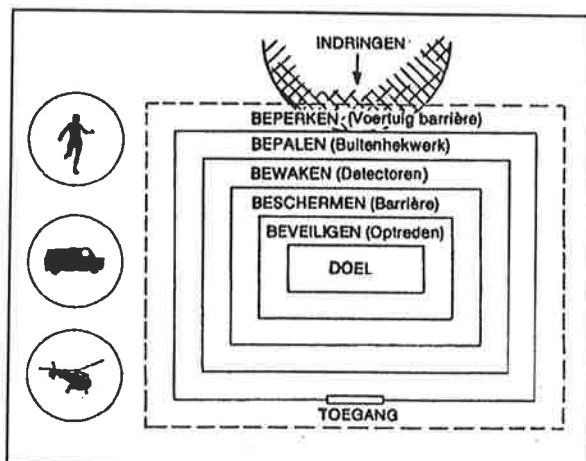 INDRINGEN
BEPERKEN (Voertuig barrière)
BEPALEN (Buitenhekwerk)
BEWAKEN (Detectoren)
BESCHERMEN (Barrière)
BEVEILIGEN (Optreden)
DOEL
TOEGANG